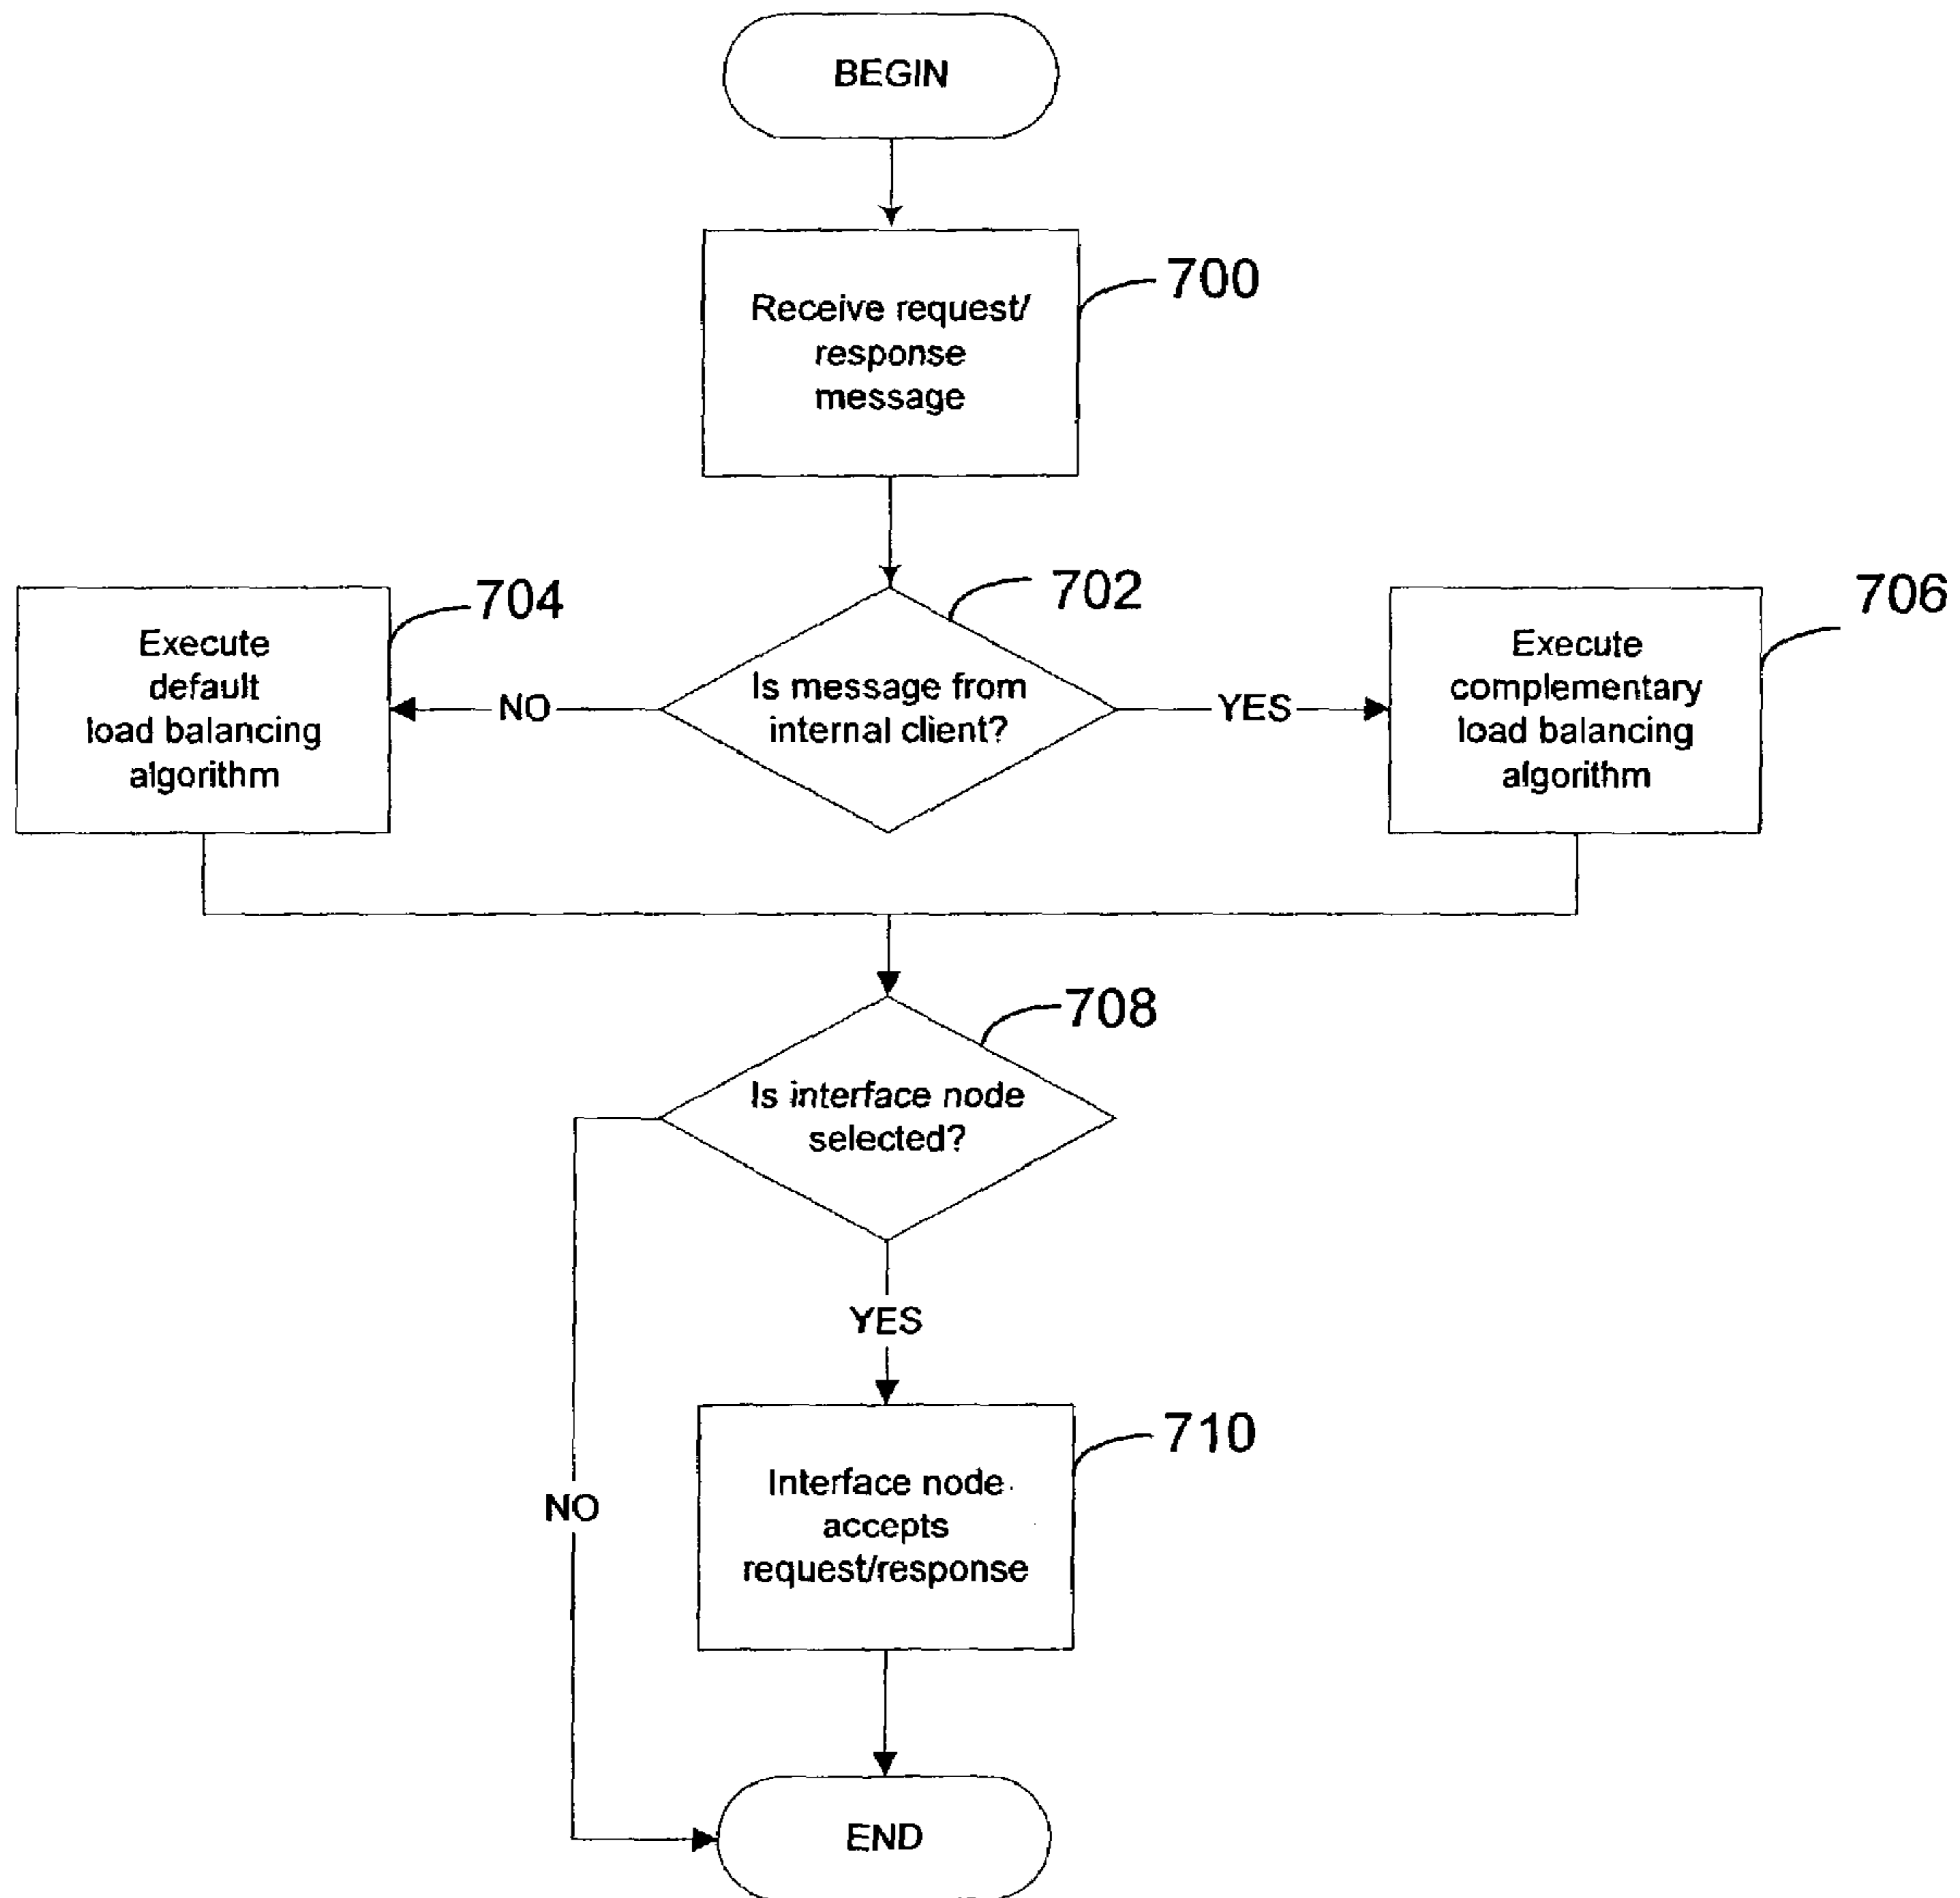 BEGIN
700
Receive request/
response
message
704
702
706
Execute
default
load balancing
algorithm
NO
Is message from
internal client?
YES
Execute
complementary
load balancing
algorithm
708
Is interface node
selected?
YES
NO
710
Interface node
accepts
request/response
END